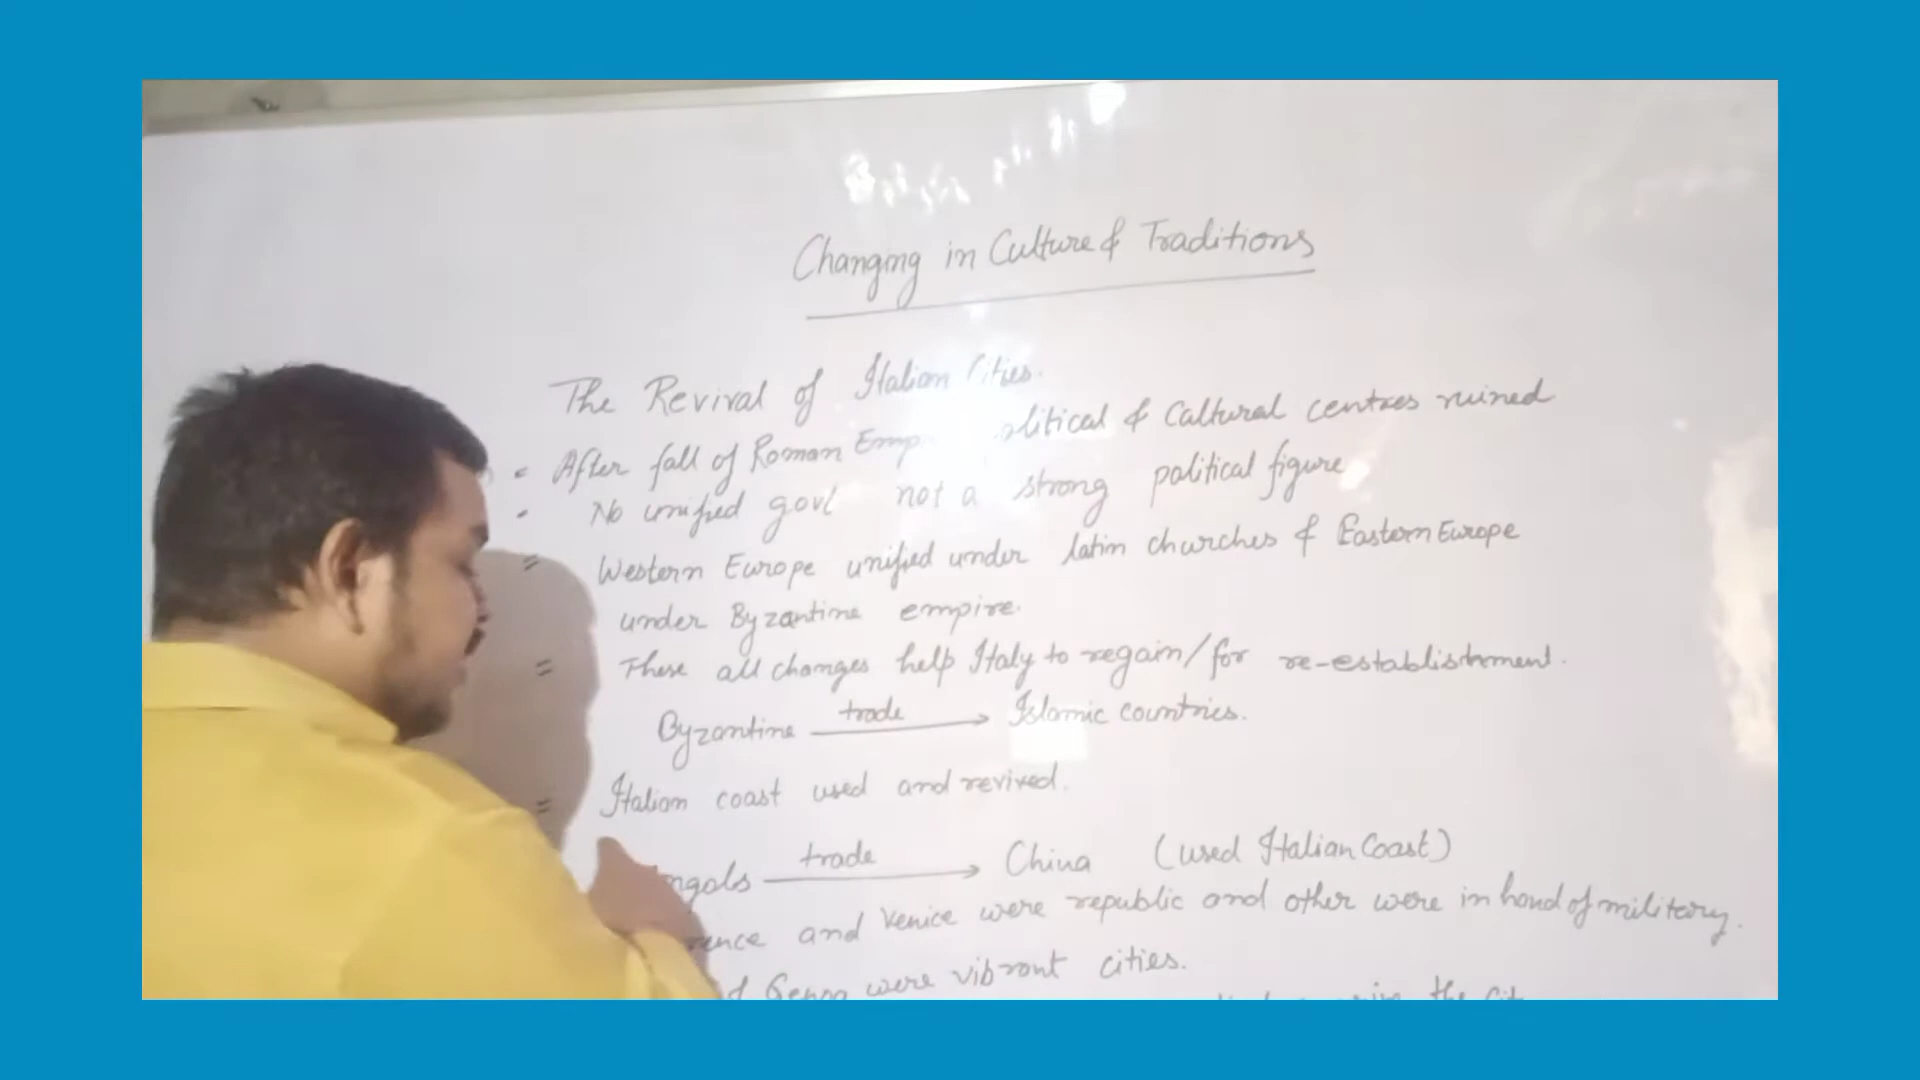 Changing in Culture & Traditions
The Revival of Italian Cities.
After fall of Roman Emp political & Cultural centres ruined
No unified govt not a strong political figure
Western Europe unified under latin churches & Eastern Europe
under Byzantine empire.
These all changes help Italy to regain/for re-establishment.
Byzantine trade → Islamic countries.
= Italian coast used and revived.
ngols trade → China (used Italian Coast)
rence and Venice were republic and other were in hand of military.
were vibrant cities.
the